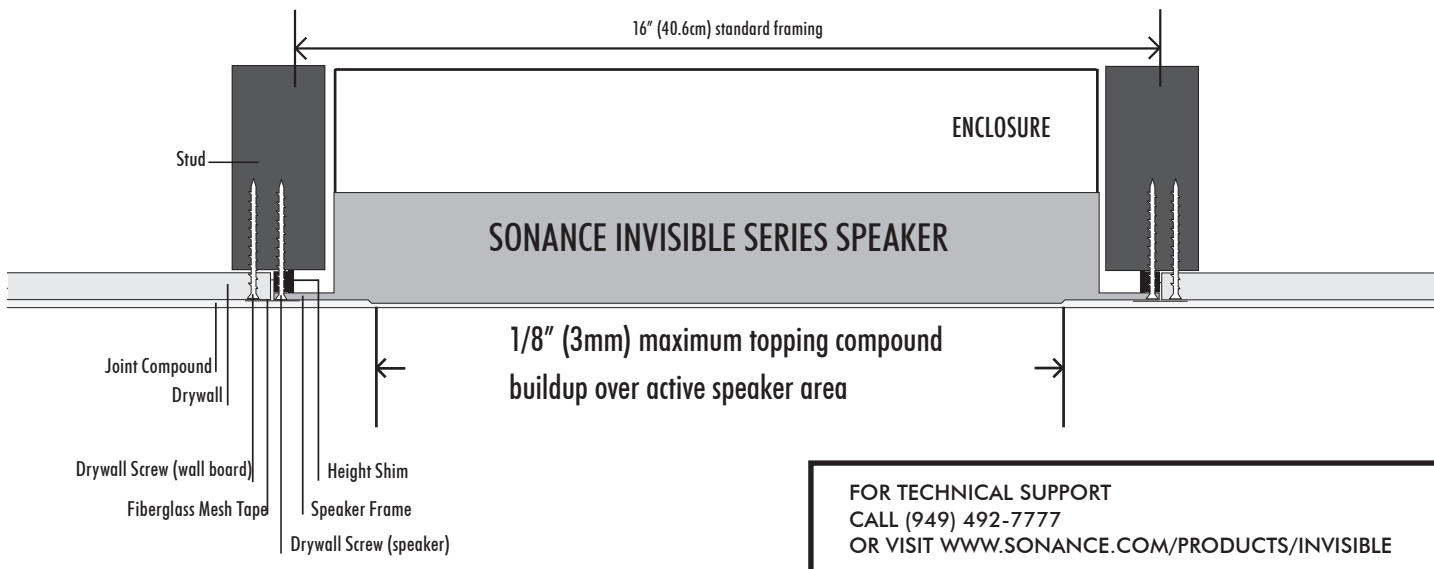 16″ (40.6cm) standard framing
ENCLOSURE
Stud
SONANCE INVISIBLE SERIES SPEAKER
1/8″ (3mm) maximum topping compound
buildup over active speaker area
Joint Compound
Drywall
Drywall Screw (wall board)
Height Shim
Fiberglass Mesh Tape
Speaker Frame
Drywall Screw (speaker)
FOR TECHNICAL SUPPORT
CALL (949) 492-7777
OR VISIT WWW.SONANCE.COM/PRODUCTS/INVISIBLE